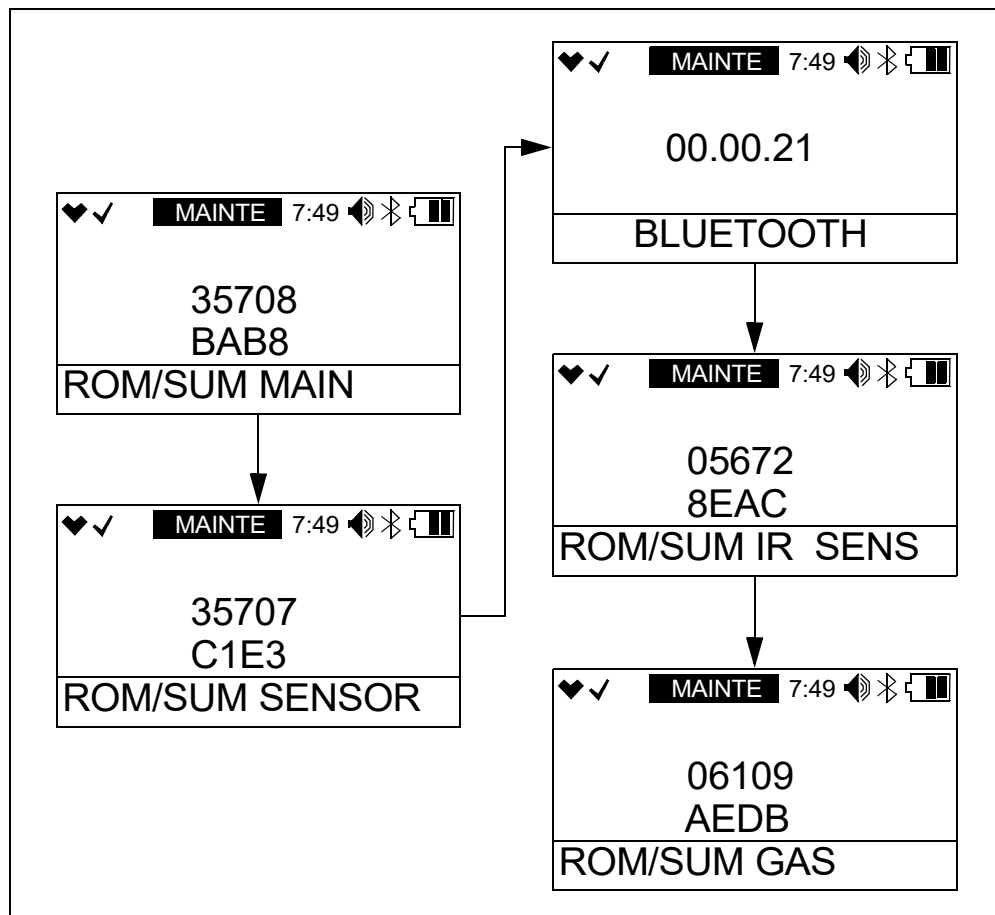 MAINTE 7:49
35708
BAB8
ROM/SUM MAIN
MAINTE 7:49
35707
C1E3
ROM/SUM SENSOR
MAINTE 7:49
00.00.21
BLUETOOTH
MAINTE 7:49
05672
8EAC
ROM/SUM IR  SENS
MAINTE 7:49
06109
AEDB
ROM/SUM GAS